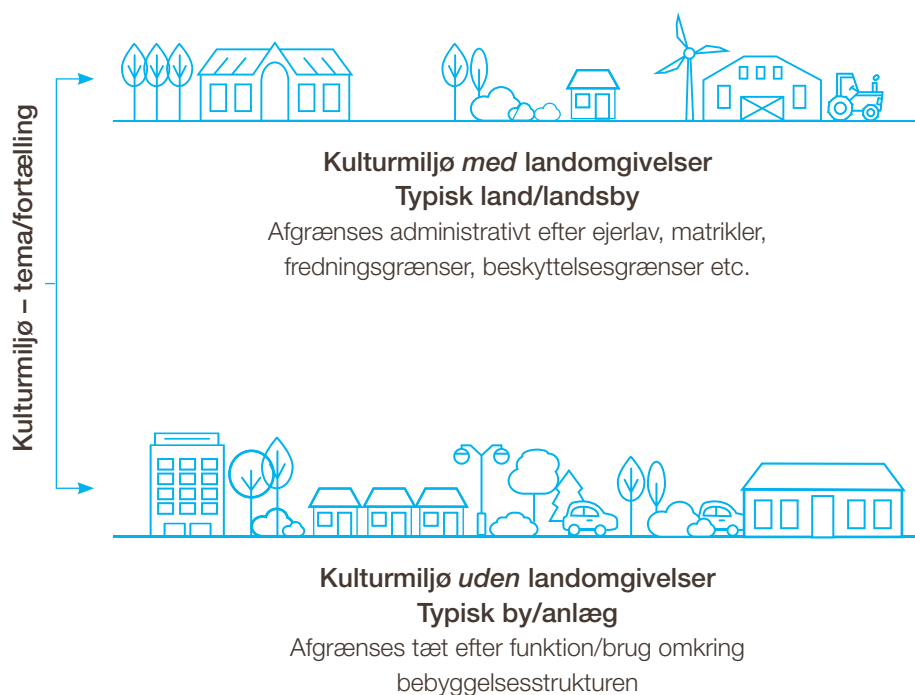 Kulturmiljø – tema/fortælling
Kulturmiljø med landomgivelser
Typisk land/landsby
Afgrænses administrativt efter ejerlav, matrikler,
fredningsgrænser, beskyttelsesgrænser etc.
Kulturmiljø uden landomgivelser
Typisk by/anlæg
Afgrænses tæt efter funktion/brug omkring
bebyggelsesstrukturen